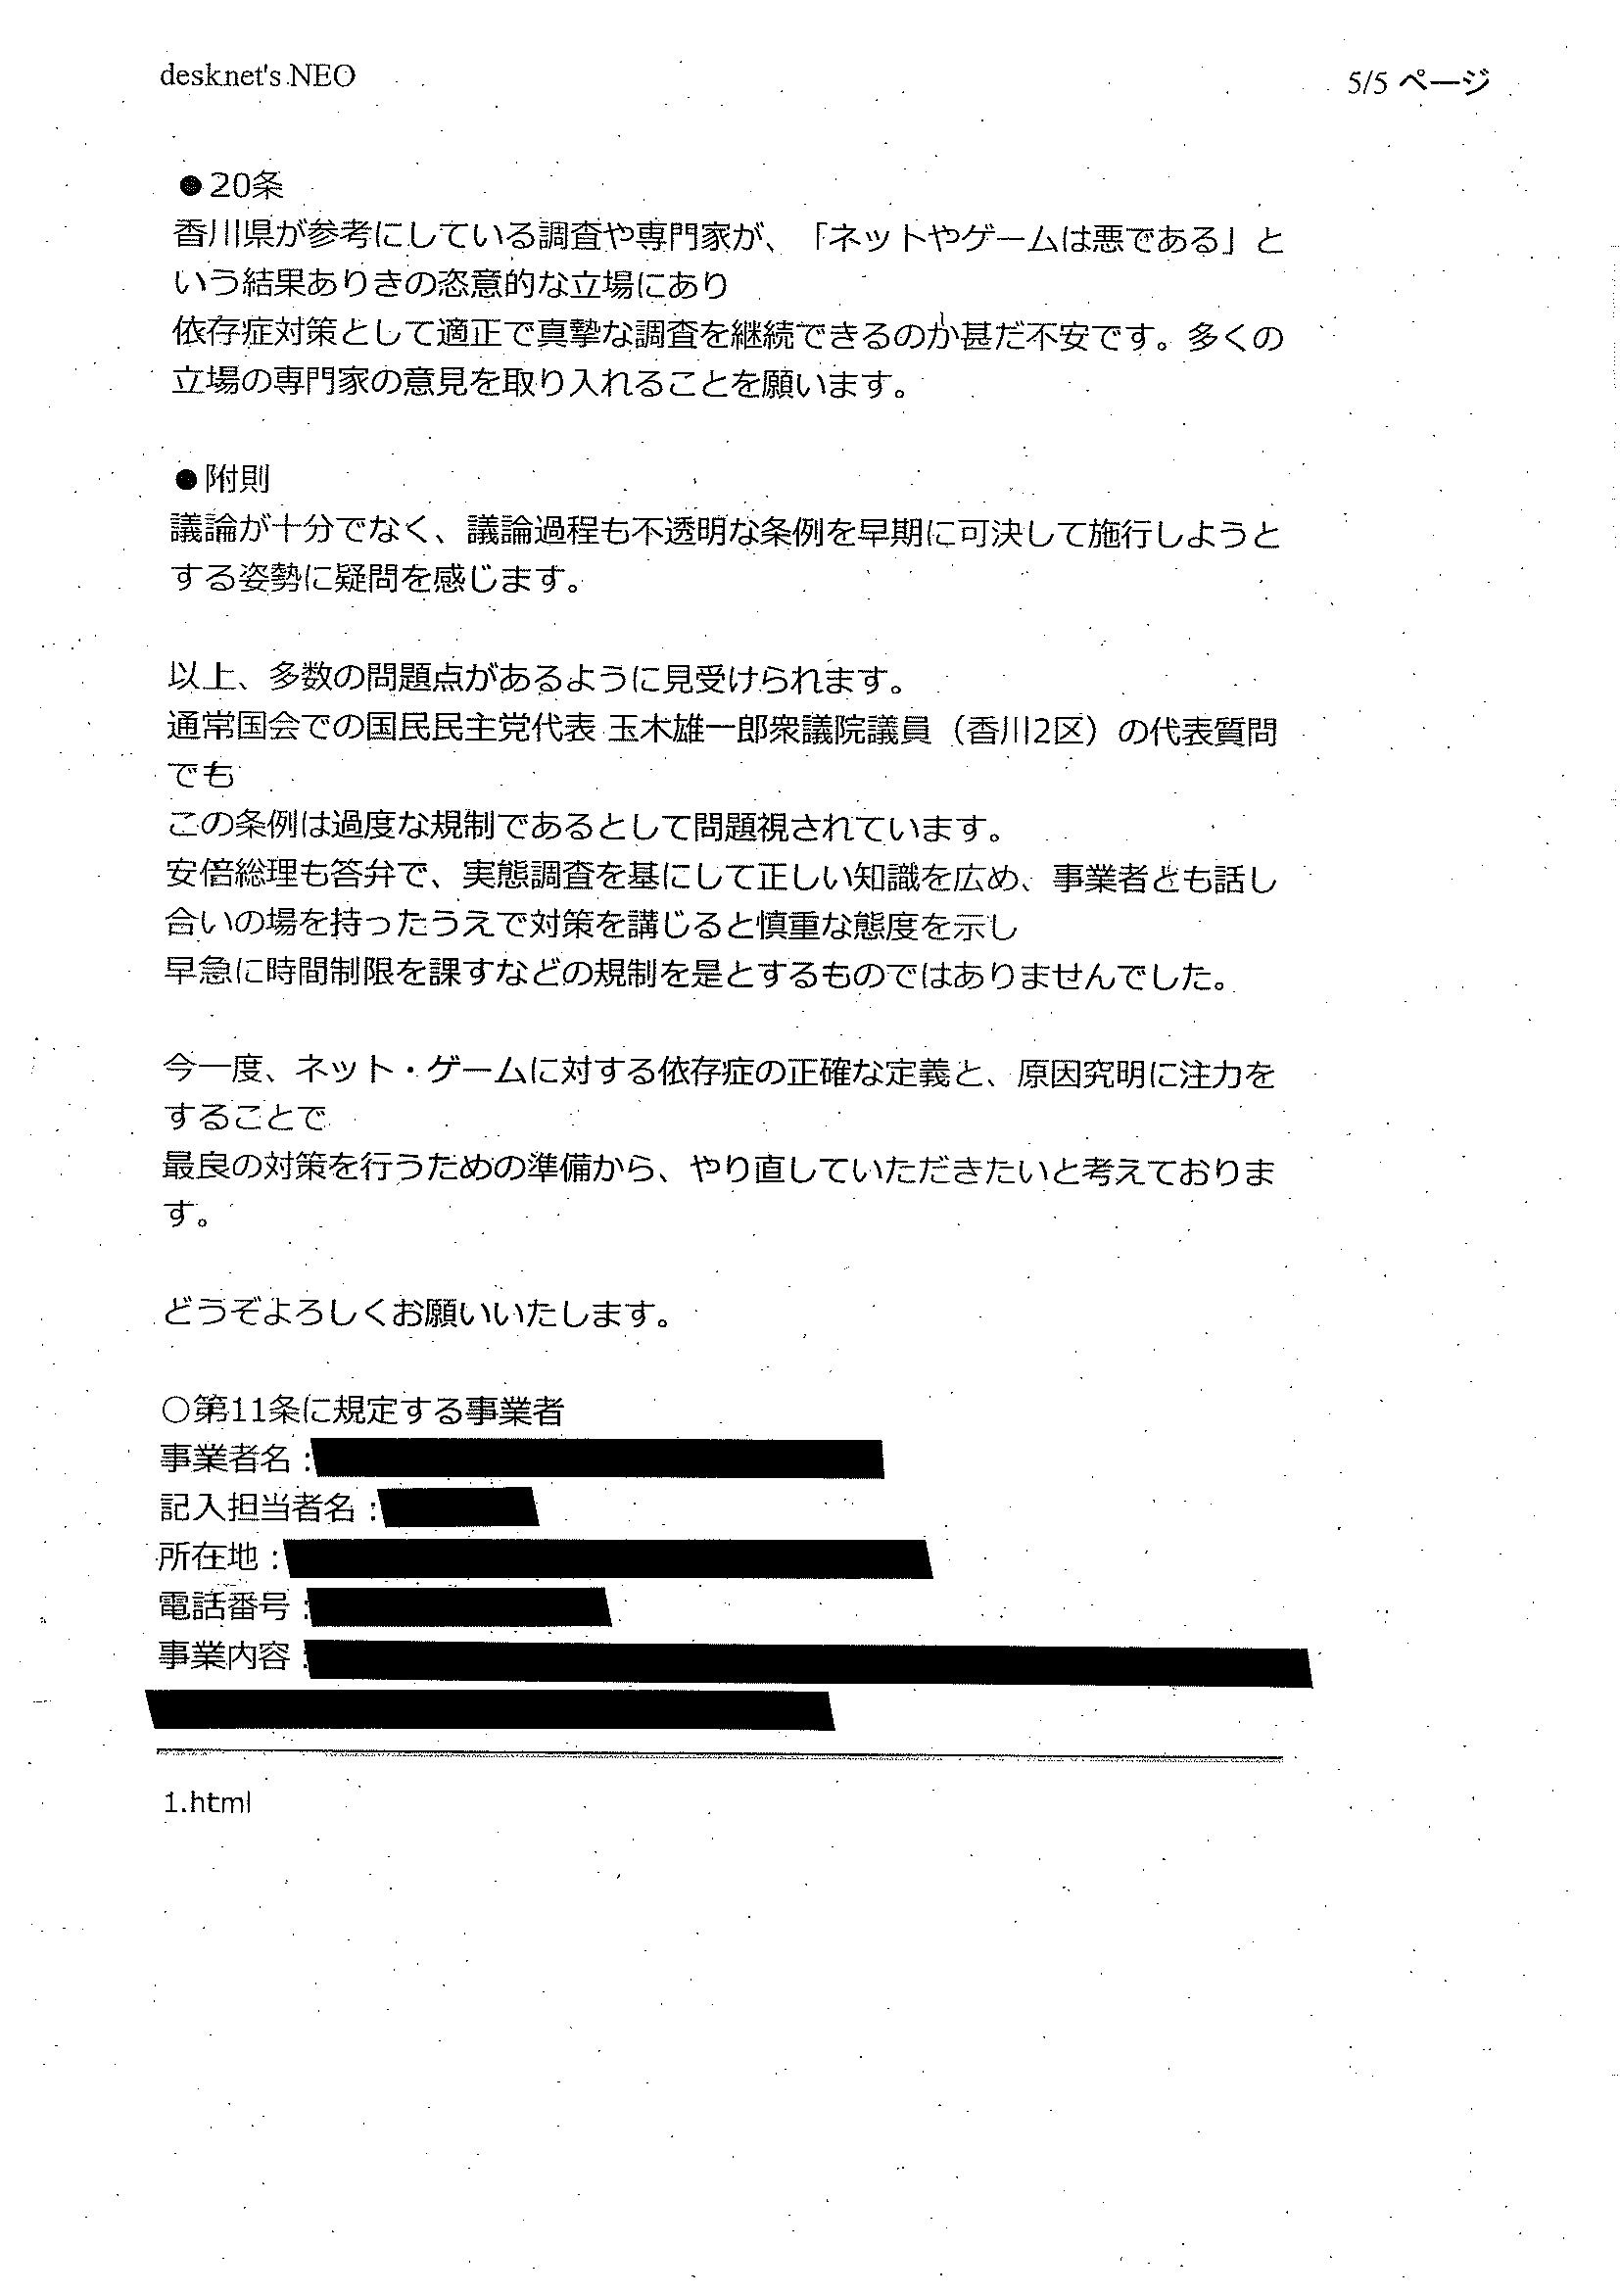 desknet's NEO
5/5 ページ
●20条
香川県が参考にしている調査や専門家が、「ネットやゲームは悪である」と
いう結果ありきの恣意的な立場にあり
依存症対策として適正で真摯な調査を継続できるのか甚だ不安です。多くの
立場の専門家の意見を取り入れることを願います。
●附則
議論が十分でなく、議論過程も不透明な条例を早期に可決して施行しようと
する姿勢に疑問を感じます。
以上、多数の問題点があるように見受けられます。
通常国会での国民民主党代表 玉木雄一郎衆議院議員（香川2区）の代表質問
でも
この条例は過度な規制であるとして問題視されています。
安倍総理も答弁で、実態調査を基にして正しい知識を広め、事業者とも話し
合いの場を持ったうえで対策を講じると慎重な態度を示し
早急に時間制限を課すなどの規制を是とするものではありませんでした。
今一度、ネット・ゲームに対する依存症の正確な定義と、原因究明に注力を
することで
最良の対策を行うための準備から、やり直していただきたいと考えておりま
す。
どうぞよろしくお願いいたします。
○第11条に規定する事業者
事業者名：
記入担当者名：
所在地：
電話番号：
事業内容：
1.html